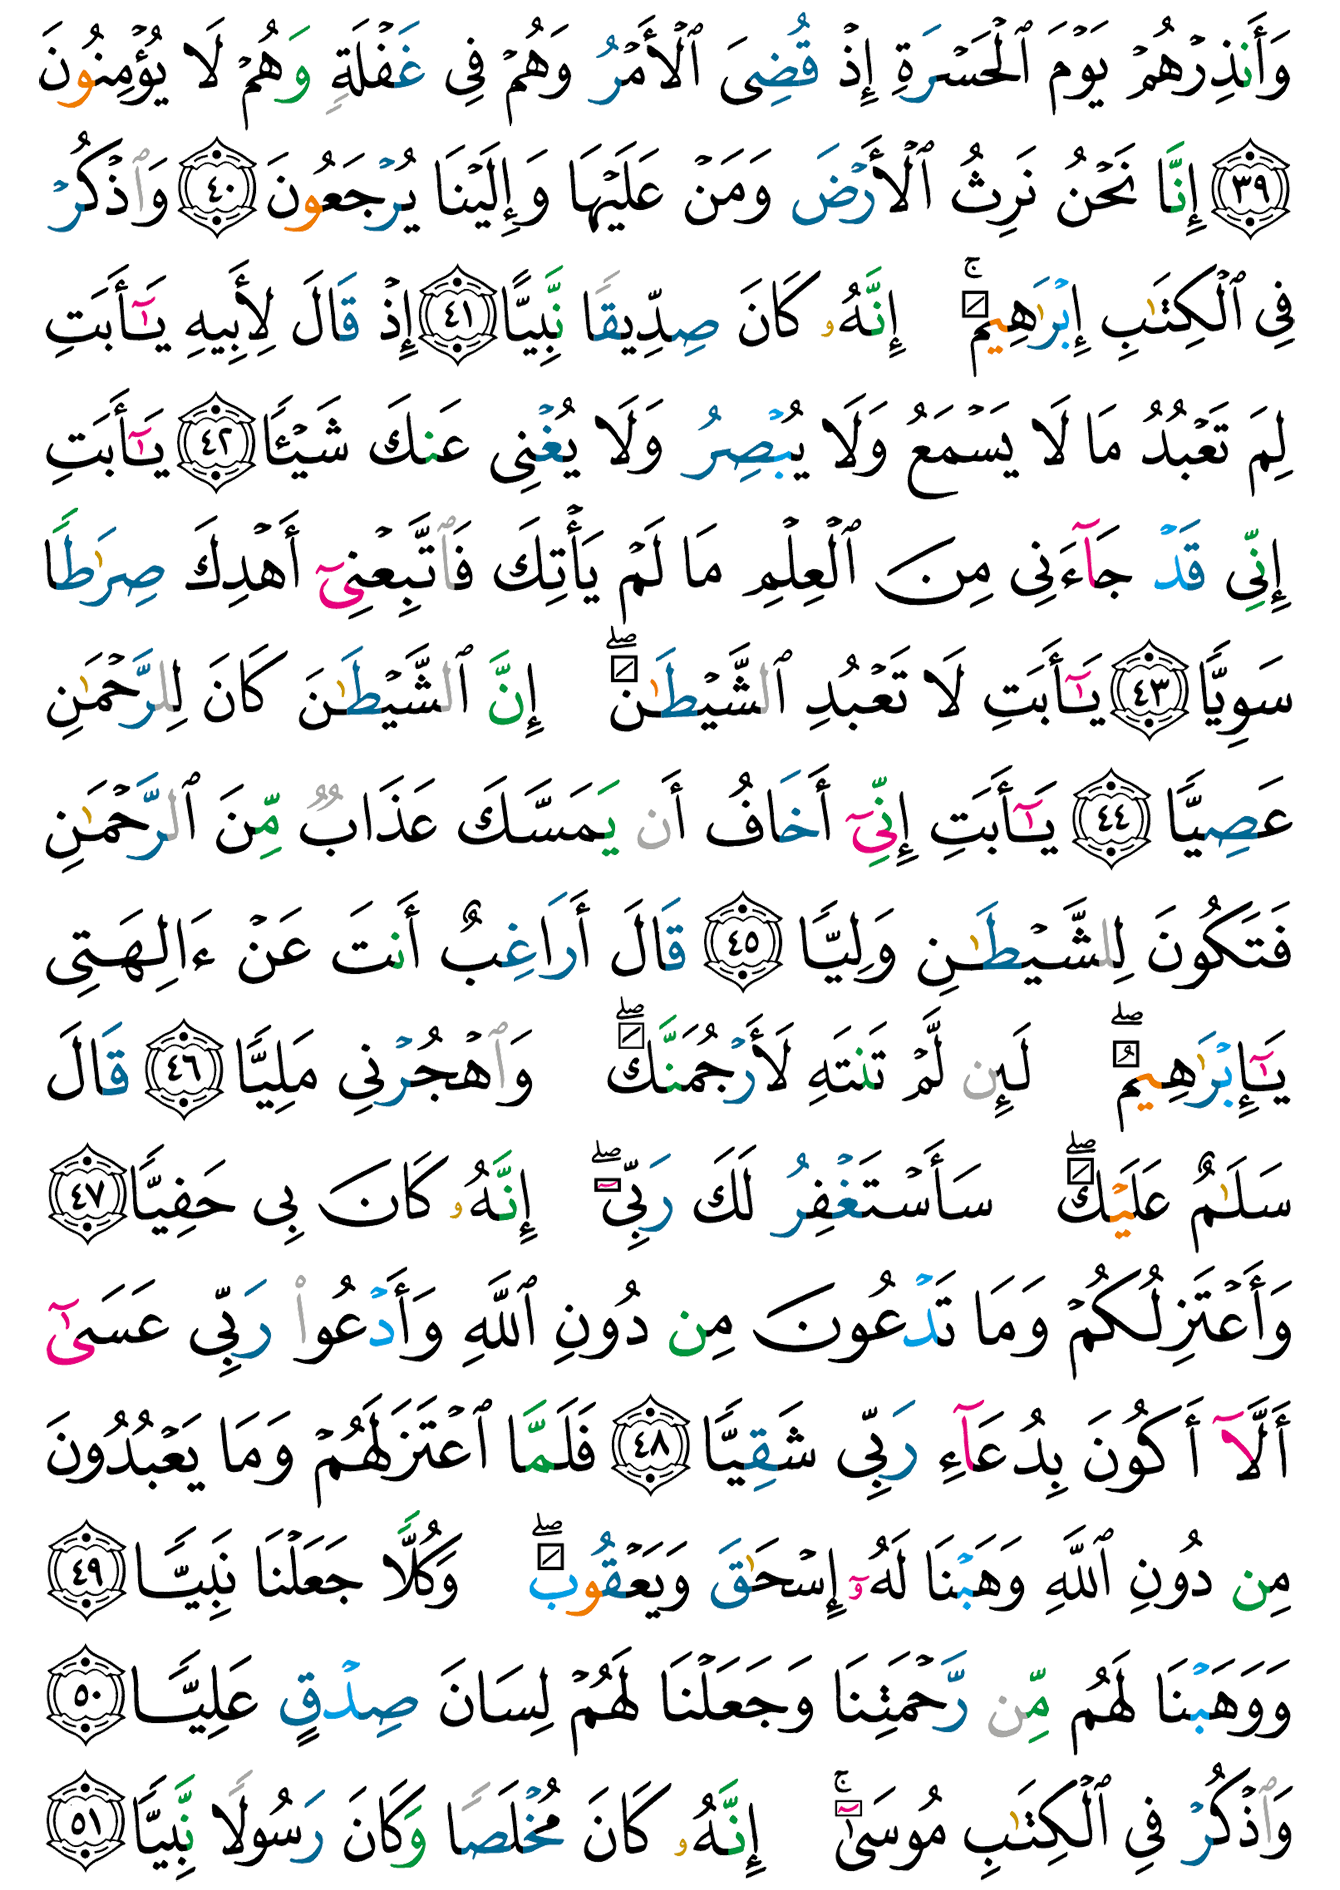 وَأَنذِرْهُمْ يَوْمَ ٱلْحَسْرَةِ إِذْ قُضِىَ ٱلْأَمْرُ وَهُمْ فِى غَفْلَةٍ وَهُمْ لَا يُؤْمِنُونَ
٣٩ إِنَّا نَحْنُ نَرِثُ ٱلْأَرْضَ وَمَنْ عَلَيْهَا وَإِلَيْنَا يُرْجَعُونَ ٤٠ وَٱذْكُرْ
فِى ٱلْكِتَٰبِ إِبْرَٰهِيمَ ۚ إِنَّهُۥ كَانَ صِدِّيقًا نَّبِيًّا ٤١ إِذْ قَالَ لِأَبِيهِ يَٰٓأَبَتِ
لِمَ تَعْبُدُ مَا لَا يَسْمَعُ وَلَا يُبْصِرُ وَلَا يُغْنِى عَنكَ شَيْـًٔا ٤٢ يَٰٓأَبَتِ
إِنِّى قَدْ جَآءَنِى مِنَ ٱلْعِلْمِ مَا لَمْ يَأْتِكَ فَٱتَّبِعْنِىٓ أَهْدِكَ صِرَٰطًا
سَوِيًّا ٤٣ يَٰٓأَبَتِ لَا تَعْبُدِ ٱلشَّيْطَٰنَ ۖ إِنَّ ٱلشَّيْطَٰنَ كَانَ لِلرَّحْمَٰنِ
عَصِيًّا ٤٤ يَٰٓأَبَتِ إِنِّىٓ أَخَافُ أَن يَمَسَّكَ عَذَابٌ مِّنَ ٱلرَّحْمَٰنِ
فَتَكُونَ لِلشَّيْطَٰنِ وَلِيًّا ٤٥ قَالَ أَرَاغِبٌ أَنتَ عَنْ ءَالِهَتِى
يَٰٓإِبْرَٰهِيمُ ۖ لَئِن لَّمْ تَنتَهِ لَأَرْجُمَنَّكَ ۖ وَٱهْجُرْنِى مَلِيًّا ٤٦ قَالَ
سَلَٰمٌ عَلَيْكَ ۖ سَأَسْتَغْفِرُ لَكَ رَبِّىٓ ۖ إِنَّهُۥ كَانَ بِى حَفِيًّا ٤٧
وَأَعْتَزِلُكُمْ وَمَا تَدْعُونَ مِن دُونِ ٱللَّهِ وَأَدْعُوا۟ رَبِّى عَسَىٰٓ
أَلَّآ أَكُونَ بِدُعَآءِ رَبِّى شَقِيًّا ٤٨ فَلَمَّا ٱعْتَزَلَهُمْ وَمَا يَعْبُدُونَ
مِن دُونِ ٱللَّهِ وَهَبْنَا لَهُۥٓ إِسْحَٰقَ وَيَعْقُوبَ ۖ وَكُلًّا جَعَلْنَا نَبِيًّا ٤٩
وَوَهَبْنَا لَهُم مِّن رَّحْمَتِنَا وَجَعَلْنَا لَهُمْ لِسَانَ صِدْقٍ عَلِيًّا ٥٠
وَٱذْكُرْ فِى ٱلْكِتَٰبِ مُوسَىٰٓ ۚ إِنَّهُۥ كَانَ مُخْلَصًا وَكَانَ رَسُولًا نَّبِيًّا ٥١